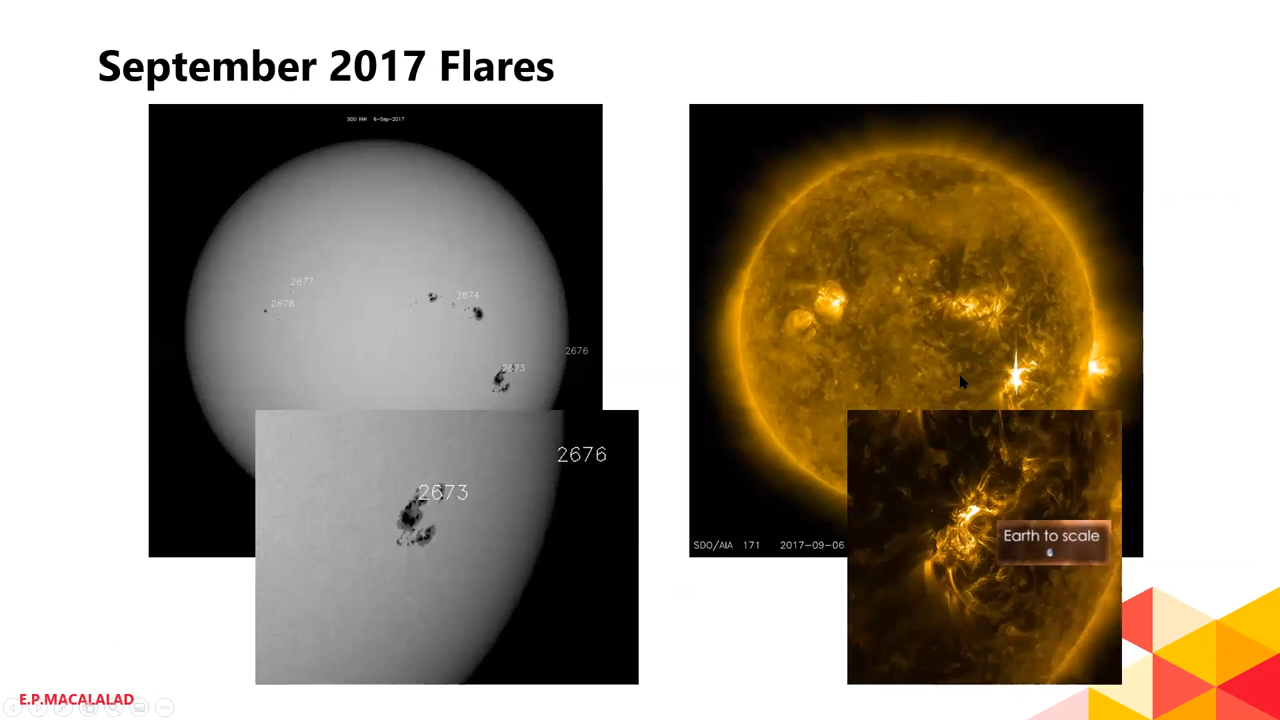 September 2017 Flares
SDO HMI 6-Sep-2017
2677
2678
2674
2676
2673
2676
2673
SDO/AIA 171 2017-09-06
Earth to scale
E.P.MACALALAD